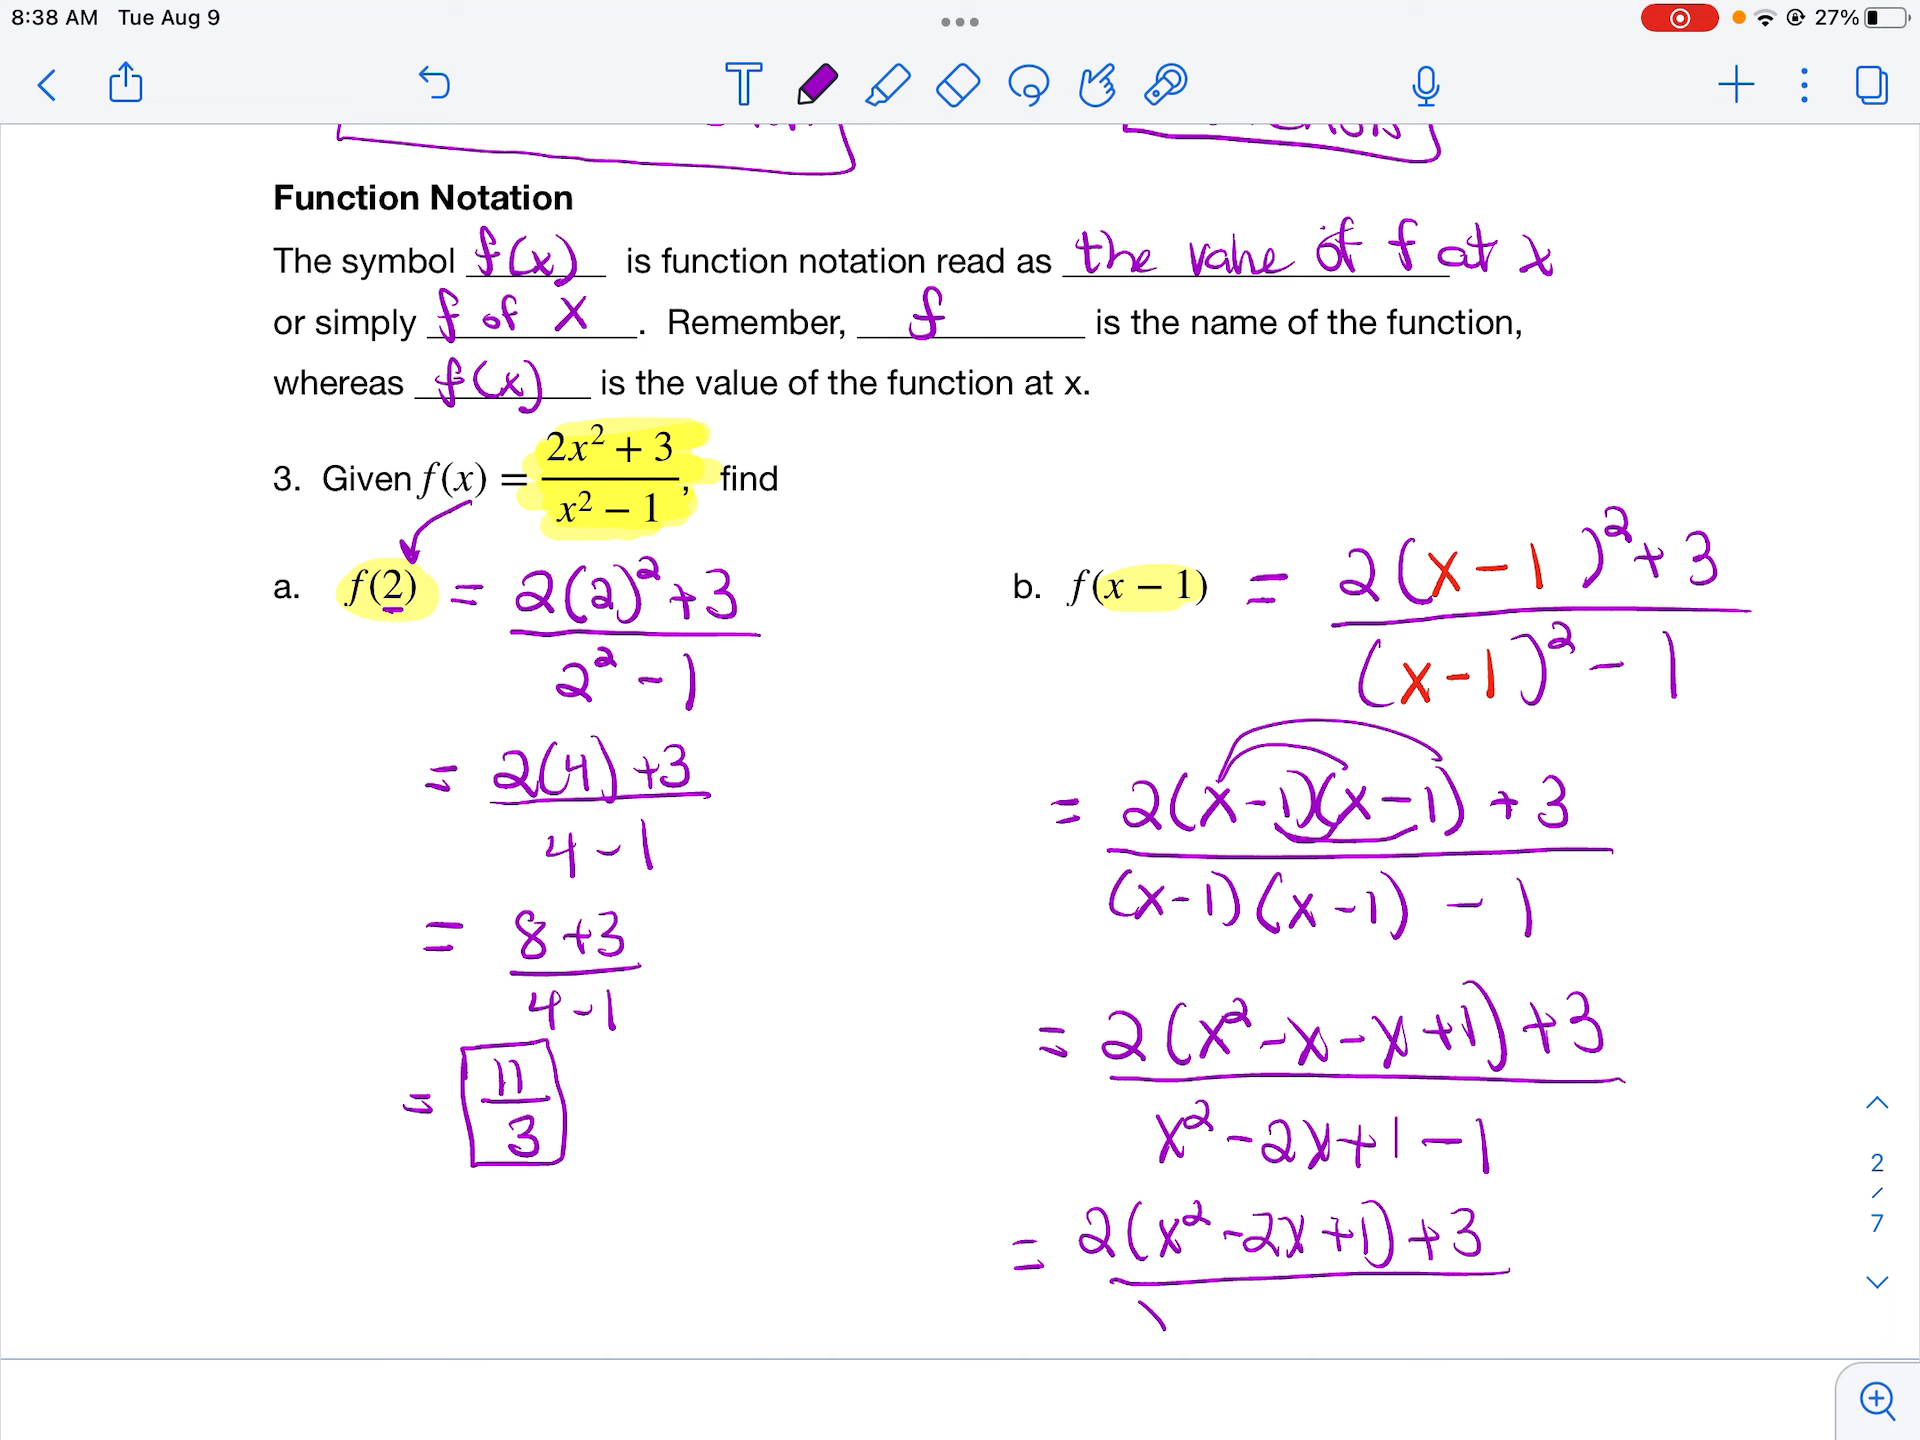 8:38 AM Tue Aug 9
27%
T
Function Notation
The symbol f(x) is function notation read as the value of f at x
or simply f of x . Remember, f is the name of the function,
whereas f(x) is the value of the function at x.
3. Given f(x) = (2x² + 3)/(x² − 1), find
a. f(2) = (2(2)² + 3)/(2² - 1)
= (2(4) + 3)/(4 - 1)
= (8 + 3)/(4 - 1)
= 11/3
b. f(x − 1) = (2(x - 1)² + 3)/((x - 1)² - 1)
= (2(x - 1)(x - 1) + 3)/((x - 1)(x - 1) - 1)
= (2(x² - x - x + 1) + 3)/(x² - 2x + 1 - 1)
= 2(x² - 2x + 1) + 3
2
/
7